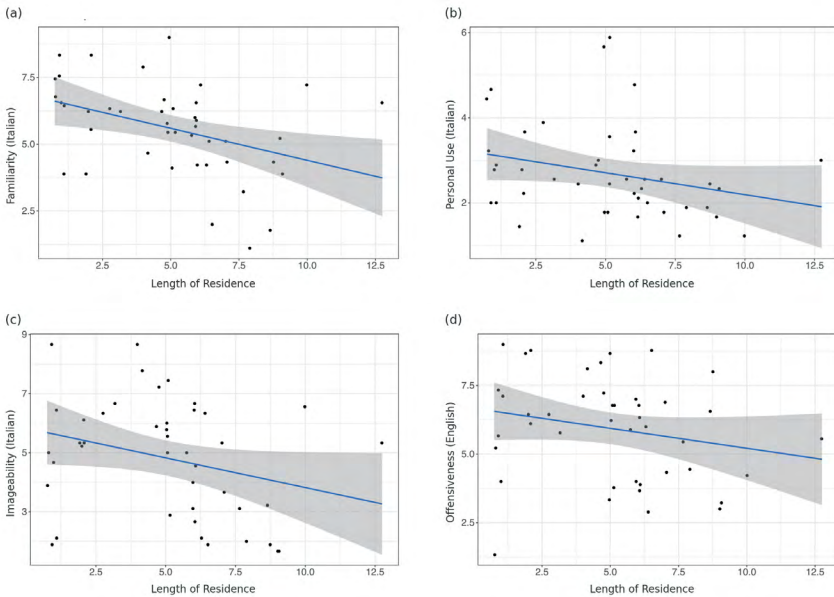 (a)
Familiarity (Italian)
7.5
5.0
2.5
2.5
5.0
7.5
10.0
12.5
Length of Residence
(b)
Personal Use (Italian)
6
4
2
2.5
5.0
7.5
10.0
12.5
Length of Residence
(c)
Imageability (Italian)
9
7
5
3
2.5
5.0
7.5
10.0
12.5
Length of Residence
(d)
Offensiveness (English)
7.5
5.0
2.5
2.5
5.0
7.5
10.0
12.5
Length of Residence